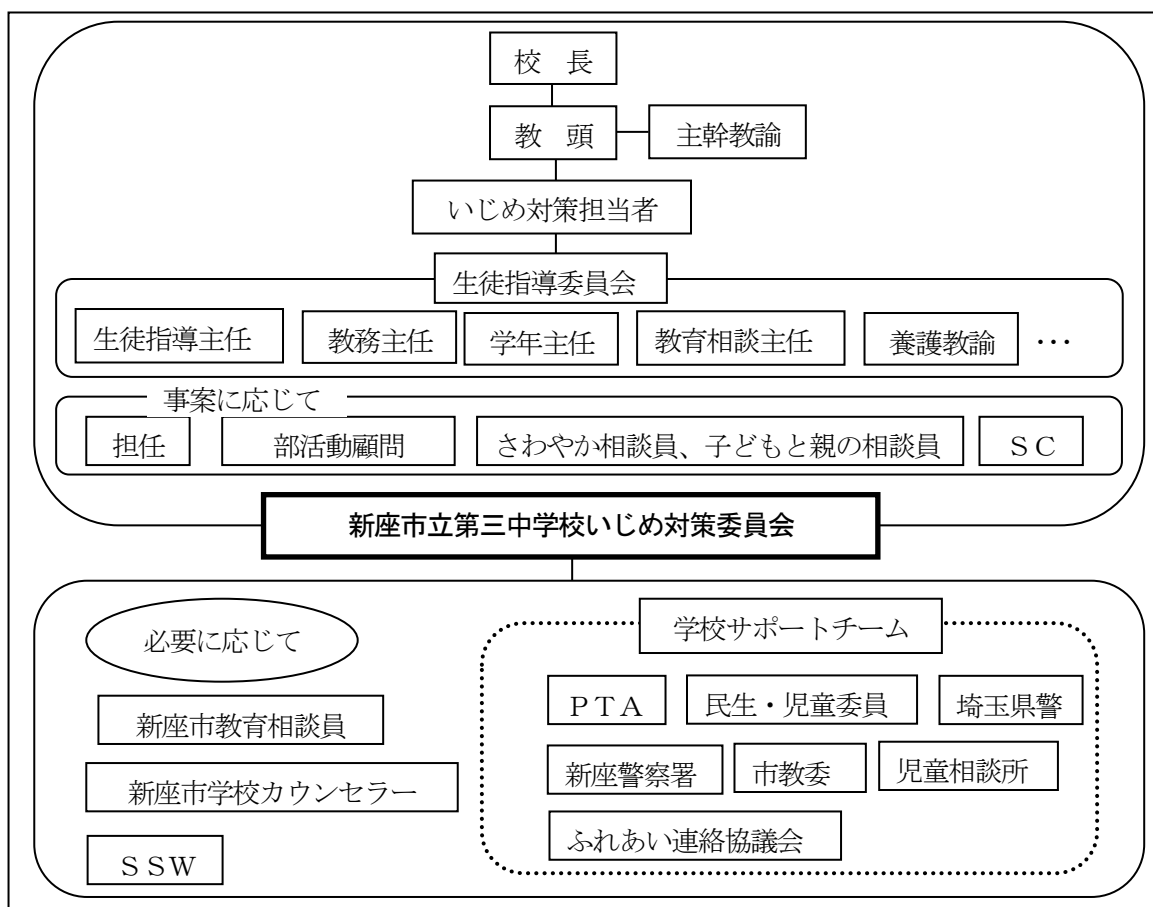 校 長
教 頭
主幹教諭
いじめ対策担当者
生徒指導委員会
生徒指導主任
教務主任
学年主任
教育相談主任
養護教諭
…
事案に応じて
担任
部活動顧問
さわやか相談員、子どもと親の相談員
ＳＣ
新座市立第三中学校いじめ対策委員会
必要に応じて
新座市教育相談員
新座市学校カウンセラー
ＳＳＷ
学校サポートチーム
ＰＴＡ
民生・児童委員
埼玉県警
新座警察署
市教委
児童相談所
ふれあい連絡協議会